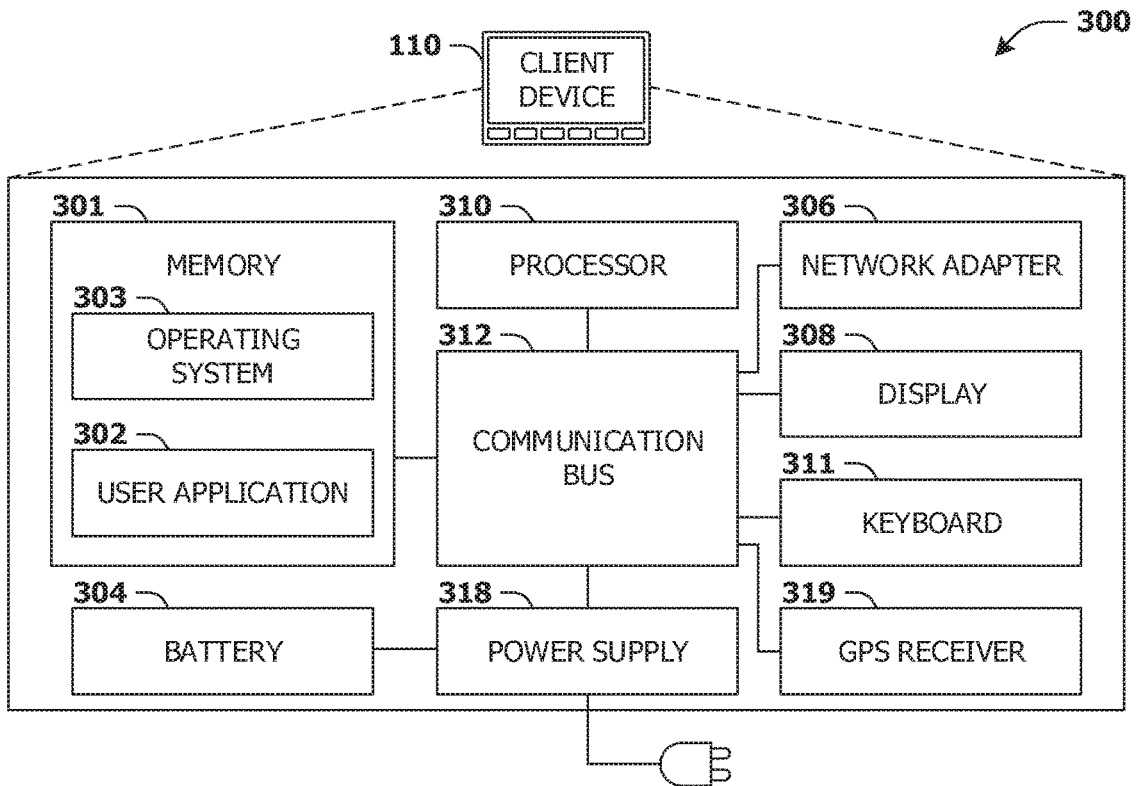 300
110
CLIENT
DEVICE
301
MEMORY
303
OPERATING
SYSTEM
302
USER APPLICATION
304
BATTERY
310
PROCESSOR
312
COMMUNICATION
BUS
318
POWER SUPPLY
306
NETWORK ADAPTER
308
DISPLAY
311
KEYBOARD
319
GPS RECEIVER